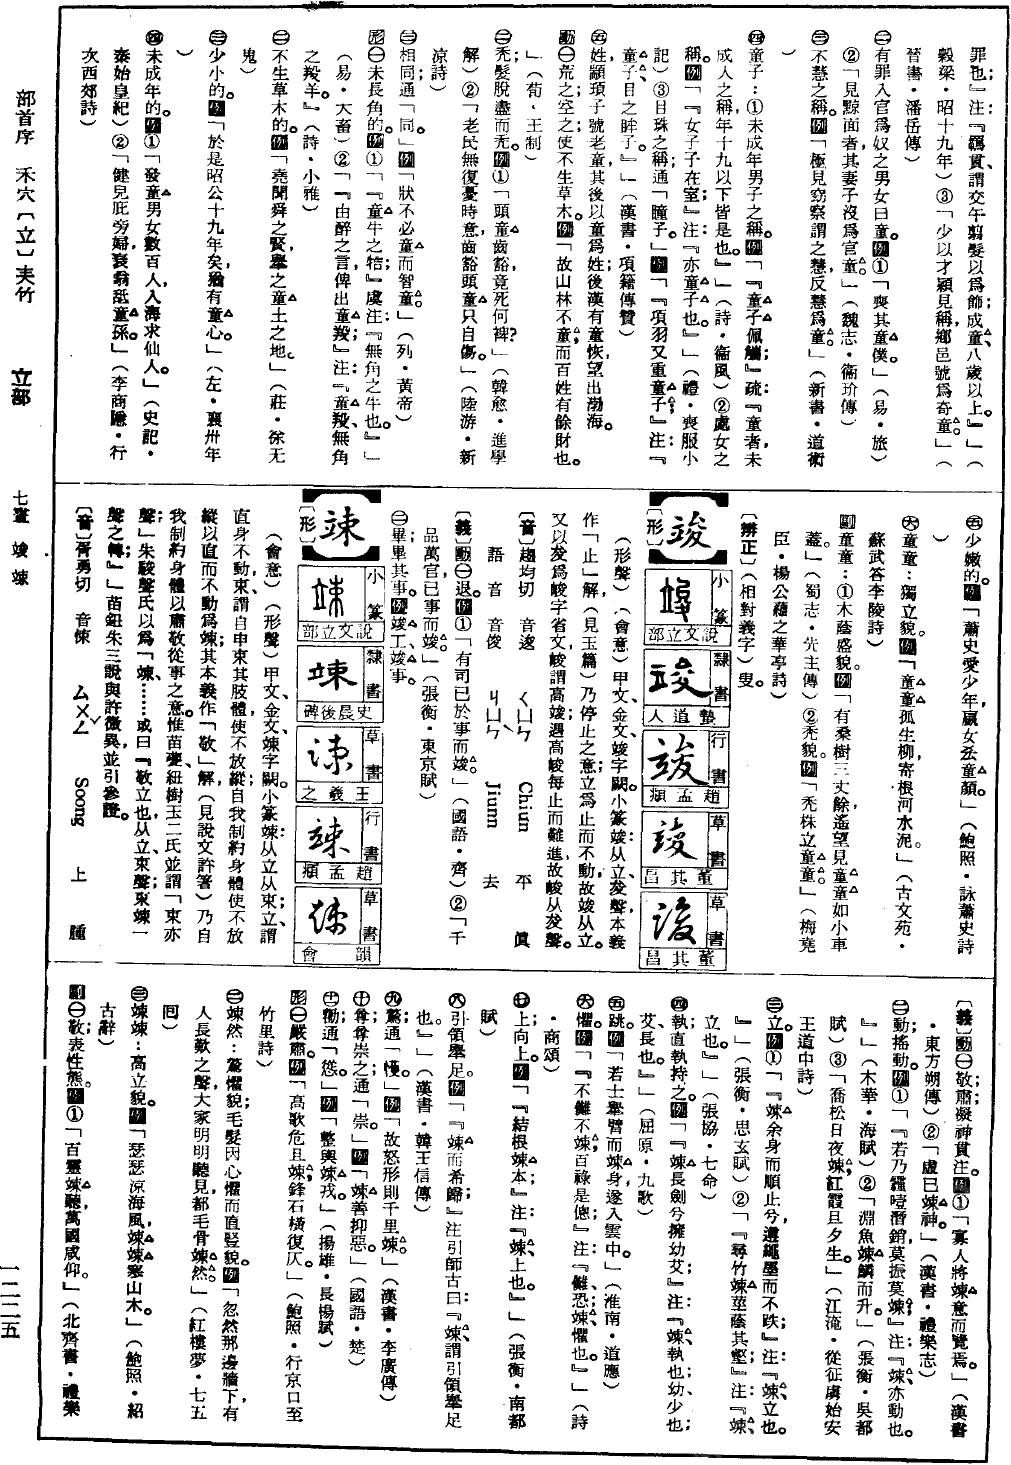 罪也』；注：『羈貫、謂交午翦髮以為飾成童、八歲以上。』」（
穀梁・昭十九年）③「少以才穎見稱，鄉邑號為奇童。」（
晉書・潘岳傳）
㊁有罪入官為奴之男女曰童。例①「喪其童僕。」（易・旅）
②「見黥面者其妻子沒為官童。」（魏志・衞玠傳）
㊂不慧之稱。例「極見窈察謂之慧，反慧為童。」（新書・道術
）
㊃童子：①未成年男子之稱。例「『童子佩觿』；疏：『童者，未
成人之稱，年十九以下皆是也。』」（詩・衞風）②處女之
稱。例「『女子子在室』；注：『亦童子也。』」（禮・喪服小
記）③目珠之稱；通「瞳子」。例「『項羽又重童子』；注：『
童子，目之眸子。』」（漢書・項籍傳贊）
㊄姓，顓頊子號老童，其後以童為姓；後漢有童恢，望出渤海。
動㊀荒之；空之；使不生草木。例「故山林不童，而百姓有餘財也。
」（荀・王制）
㊁禿；髮脫盡而禿。例①「頭童齒豁，竟死何裨？」（韓愈・進學
解）②「老民無復憂時意，齒豁頭童只自傷。」（陸游・新
涼詩）
㊂相同；通「同。」例「狀不必童而智童。」（列・黃帝）
形㊀未長角的。例①「『童牛之牿』；虞注：『無角之牛也。』」
（易・大畜）②「『由醉之言，俾出童羖』；注：『童羖、無角
之羖羊。』」（詩・小雅）
㊁不生草木的。例「堯聞舜之賢，舉之童土之地。」（莊・徐无
鬼）
㊂少小的。例「於是昭公十九年矣，猶有童心。」（左・襄卅年
）
㊃未成年的。例①「發童男女數百人，入海求仙人。」（史記・
秦始皇紀）②「健兒庇旁婦，衰翁舐童孫。」（李商隱・行
次西郊詩）
㊄少嫩的。例「蕭史愛少年，嬴女𠫤童顏。」（鮑照・詠蕭史詩
）
㊅童童：獨立貌。例「童童孤生柳，寄根河水泥。」（古文苑・
蘇武答李陵詩）
副童童：①木蔭盛貌。例「有桑樹三丈餘，遙望見童童如小車
蓋。」（蜀志・先主傳）②禿貌。例「禿株立童童。」（梅堯
臣・楊公蘊之華亭詩）
〔辨正〕（相對義字）叟。
竣
〔形〕
小篆 說文立部
隸書 蟄道人
行書 趙孟頫
草書 董其昌
草書 董其昌
（形聲）（會意）甲文、金文竣字闕。小篆竣：从立，夋聲，本義
作「止」解（見玉篇）乃停止之意；立為止而不動，故竣从立。
又以夋為峻字省文，峻謂高峻；遇高峻每止而難進，故峻从夋聲。
〔音〕趨均切 音逡 ㄑㄩㄣ Chiun 平 真
語音 音俊 ㄐㄩㄣˋ Jiunn 去
〔義〕動㊀退。例①「有司已於事而竣。」（國語・齊）②「千
品萬官，已事而竣。」（張衡・東京賦）
㊁畢；畢其事。例竣工；竣事。
竦
〔形〕
小篆 說文立部
隸書 史晨後碑
草書 王羲之
行書 趙孟頫
草書 韻會
（會意）（形聲）甲文、金文竦字闕。小篆竦：从立从束；立、謂
直身不動，束、謂自申束其肢體使不放縱；自我制約身體使不放
縱以直而不動為竦；其本義作「敬」解（見說文許箸）乃自
我制約身體以肅敬從事之意。惟苗夔、紐樹玉二氏並謂「束亦
聲」；朱駿聲氏以為「竦、……或曰『敬立也；从立，束聲，束竦一
聲之轉。』」苗鈕朱三說與許微異，並引參證。
〔音〕胥勇切 音悚 ㄙㄨㄥˇ Soong 上 腫
〔義〕動㊀敬；肅；凝神貫注。例①「寡人將竦意而覽焉。」（漢書
・東方朔傳）②「虛已竦神。」（漢書・禮樂志）
㊁動；搖動。例①「『若乃霾曀潛銷，莫振莫竦』；注：『竦、亦動也。
』」（木華・海賦）②「淵魚竦鱗而升。」（張衡・吳都
賦）③「喬松日夜竦，紅霞旦夕生。」（江淹・從征虜始安
王道中詩）
㊂立。例①「『竦余身而順止兮，遵繩墨而不跌』；注：『竦、立也。
』」（張衡・思玄賦）②「『尋竹竦莖蔭其壑』；注：『竦、
立也。』」（張協・七命）
㊃執；直執；持之。例「『竦長劍兮擁幼艾』；注：『竦、執也；幼、少也；
艾、長也。』」（屈原・九歌）
㊄跳。例「若士舉臂而竦身，遂入雲中。」（淮南・道應）
㊅懼。例「『不戁不竦，百祿是總』；注：『戁、恐；竦、懼也。』」（詩
・商頌）
㊆上；向上。例「『結根竦本』；注：『竦、上也。』」（張衡・南都
賦）
㊇引領舉足。例「『竦而希歸』；注引師古曰：『竦、謂引領舉足
也。』」（漢書・韓王信傳）
㊈驚；通「㥦。」例「故怒形則千里竦。」（漢書・李廣傳）
㊉尊；尊崇之；通「崇。」例「竦善抑惡。」（國語・楚）
㈩㊀勸；通「慫。」例「整輿竦戎。」（揚雄・長楊賦）
形㊀嚴肅。例「高歌危且竦，鋒石橫復仄。」（鮑照・行京口至
竹里詩）
㊁竦然：驚懼貌；毛髮因心懼而直豎貌。例「忽然那邊牆下，有
人長歎之聲，大家明明聽見，都毛骨竦然。」（紅樓夢・七五
回）
㊂竦竦：高立貌。例「瑟瑟涼海風，竦竦寒山木。」（鮑照・紹
古辭）
副㊀敬；表性態。例①「百靈竦聽，萬國咸仰。」（北齊書・禮樂
部首序 禾穴〔立〕夫竹 立部 七畫 竣 竦 一二二五